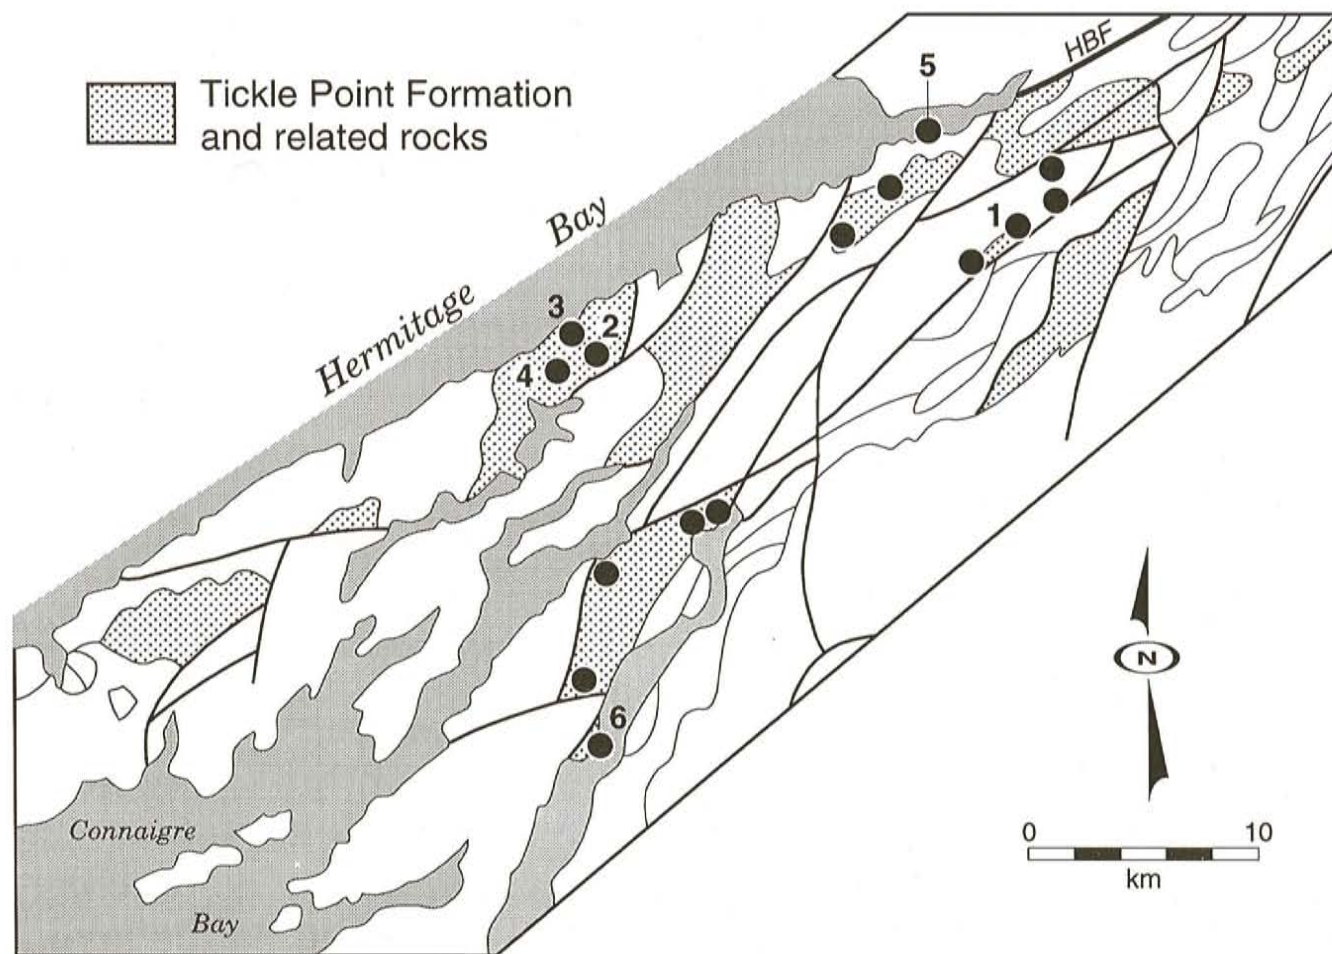 Tickle Point Formation
and related rocks
HBF
5
1
Hermitage Bay
3
2
4
6
N
Connaigre
Bay
0 10
km